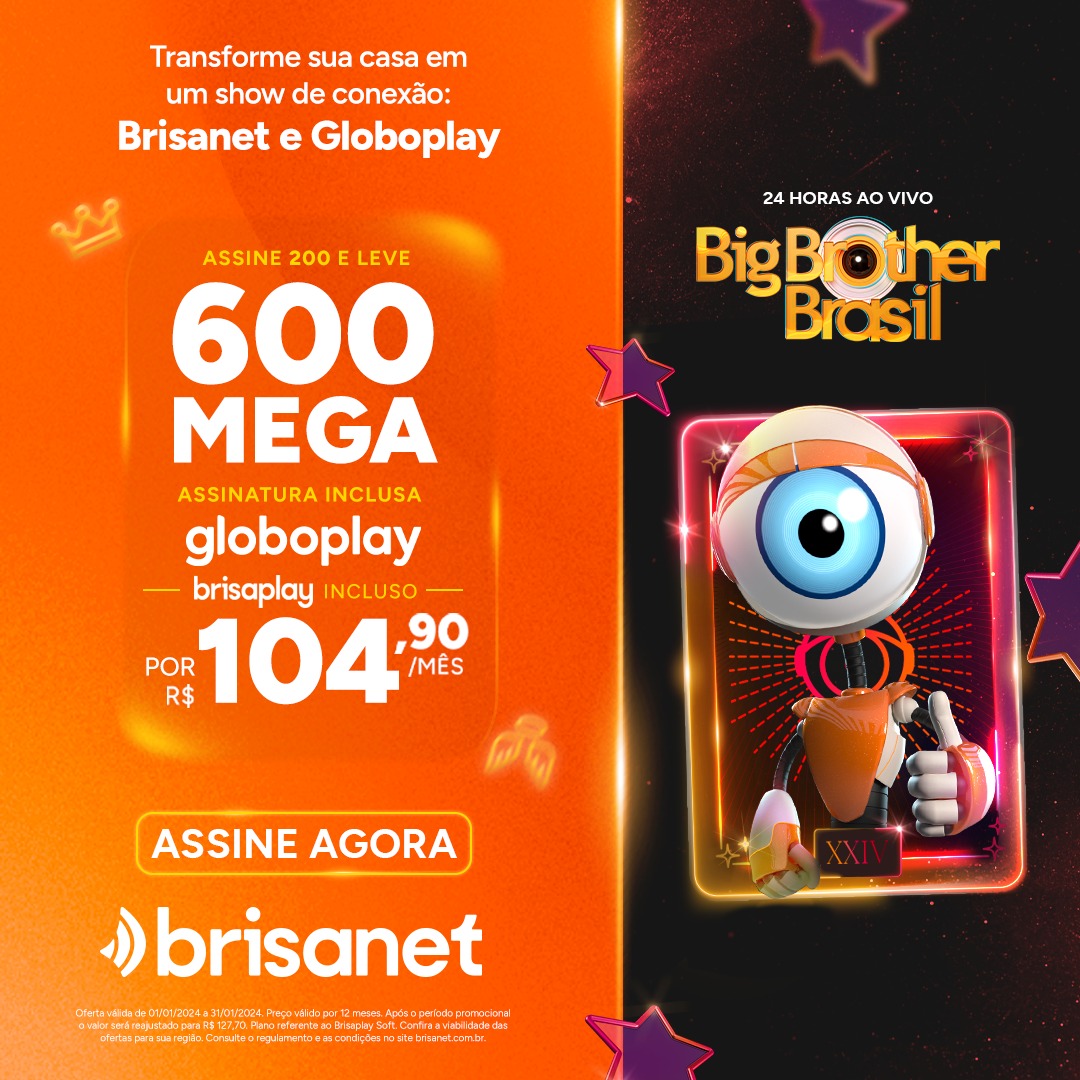 Transforme sua casa em
um show de conexão:
Brisanet e Globoplay
ASSINE 200 E LEVE
600
MEGA
ASSINATURA INCLUSA
globoplay
brisaplay INCLUSO
POR R$ 104,90 /MÊS
ASSINE AGORA
brisanet
Oferta válida de 01/01/2024 a 31/01/2024. Preço válido por 12 meses. Após o período promocional
o valor será reajustado para R$ 127,70. Plano referente ao Brisaplay Soft. Confira a viabilidade das
ofertas para sua região. Consulte o regulamento e as condições no site brisanet.com.br.
24 HORAS AO VIVO
Big Brother
Brasil
XXIV